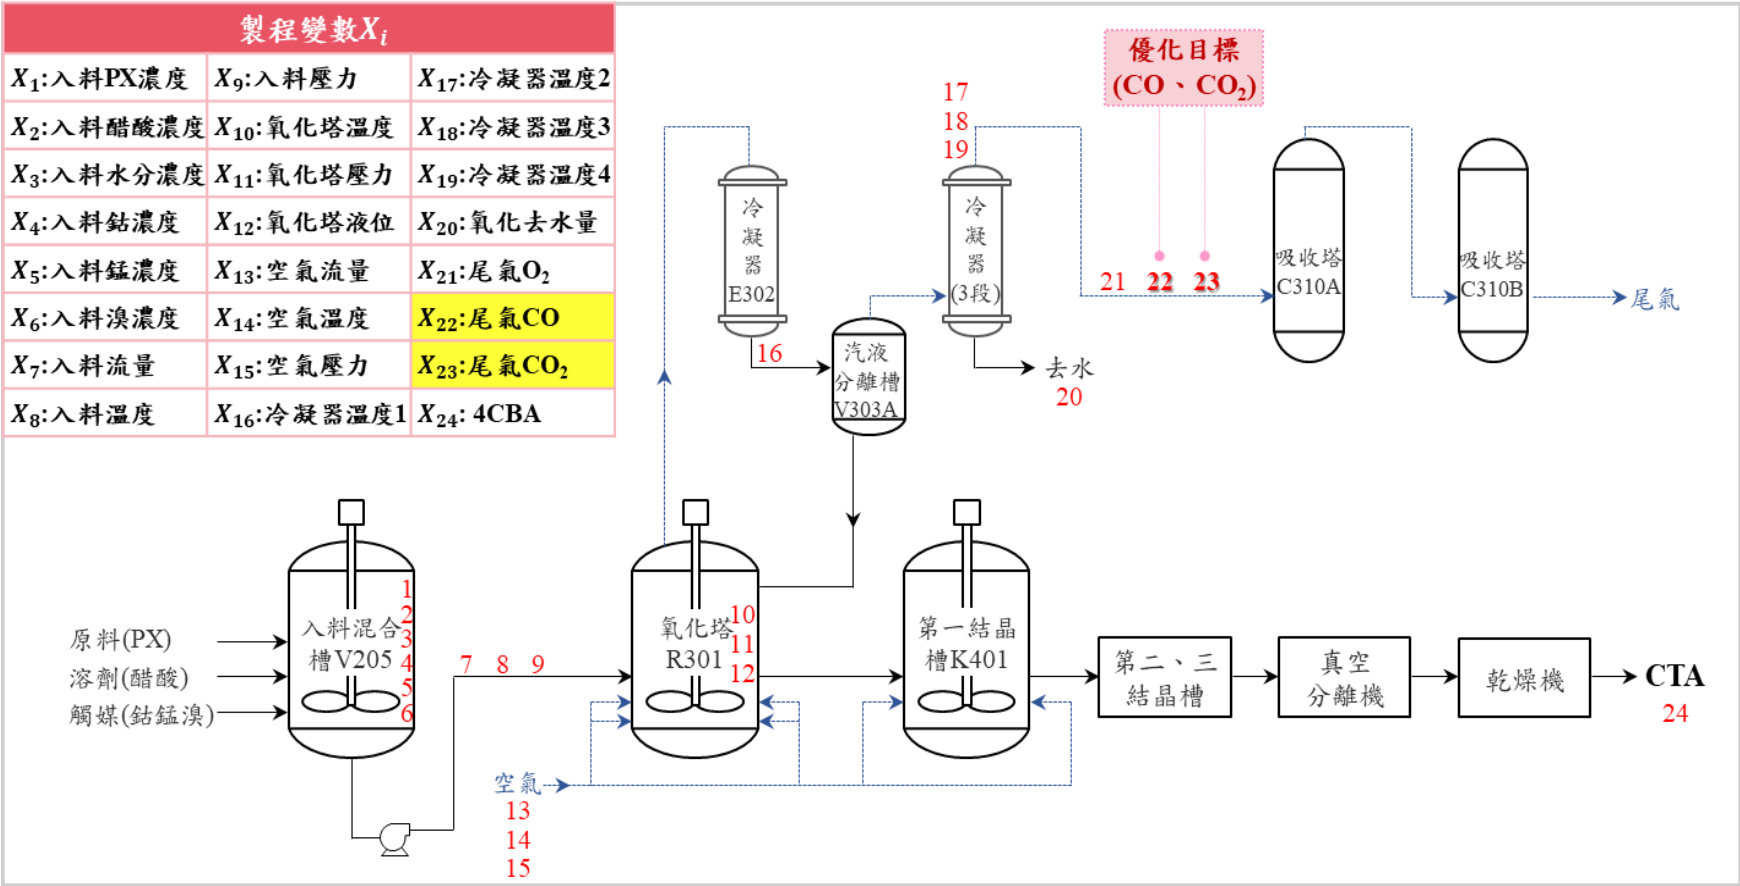 製程變數Xi
X1:入料PX濃度 X9:入料壓力 X17:冷凝器溫度2
X2:入料醋酸濃度 X10:氧化塔溫度 X18:冷凝器溫度3
X3:入料水分濃度 X11:氧化塔壓力 X19:冷凝器溫度4
X4:入料鈷濃度 X12:氧化塔液位 X20:氧化去水量
X5:入料錳濃度 X13:空氣流量 X21:尾氣O2
X6:入料溴濃度 X14:空氣溫度 X22:尾氣CO
X7:入料流量 X15:空氣壓力 X23:尾氣CO2
X8:入料溫度 X16:冷凝器溫度1 X24: 4CBA
優化目標
(CO、CO2)
17
18
19
冷
凝
器
E302
16
冷
凝
器
(3段)
汽液
分離槽
V303A
去水
20
21 22 23
吸收塔
C310A
吸收塔
C310B
尾氣
原料(PX)
溶劑(醋酸)
觸媒(鈷錳溴)
入料混合
槽V205
1
2
3
4
5
6
7 8 9
氧化塔
R301
10
11
12
第一結晶
槽K401
第二、三
結晶槽
真空
分離機
乾燥機
CTA
24
空氣
13
14
15